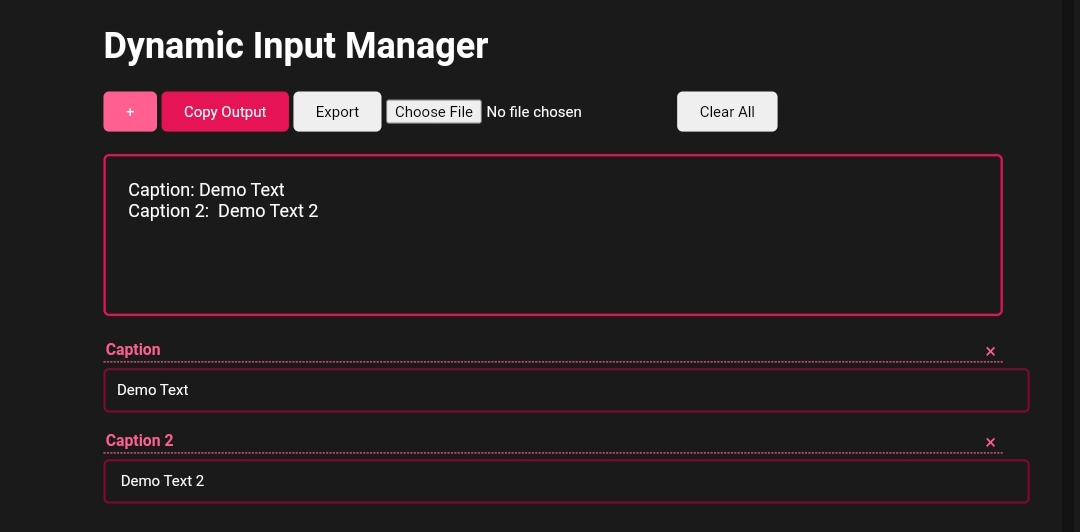 Dynamic Input Manager
+ Copy Output Export Choose File No file chosen Clear All
Caption: Demo Text
Caption 2:  Demo Text 2
Caption ×
Demo Text
Caption 2 ×
Demo Text 2